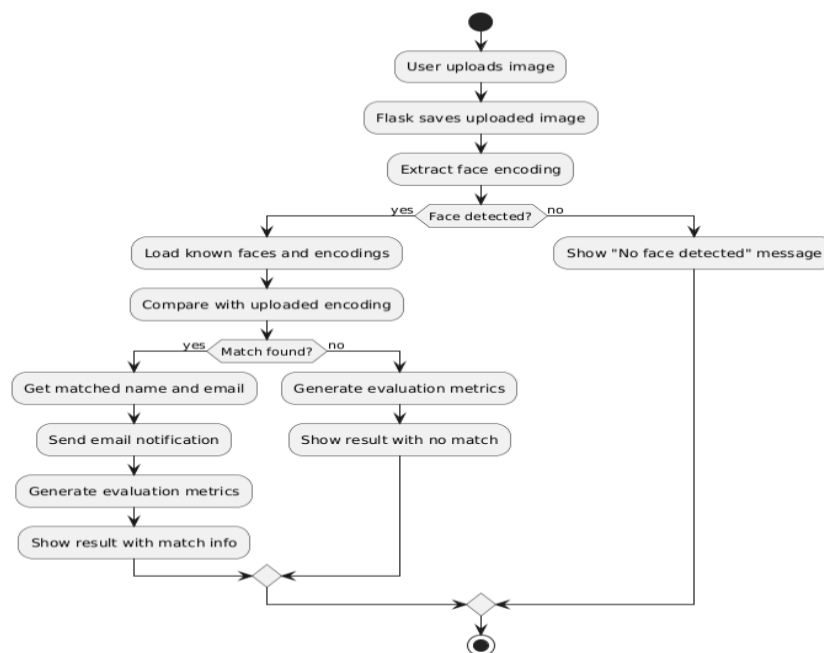 User uploads image
Flask saves uploaded image
Extract face encoding
yes
Face detected?
no
Load known faces and encodings
Show "No face detected" message
Compare with uploaded encoding
yes
Match found?
no
Get matched name and email
Generate evaluation metrics
Send email notification
Show result with no match
Generate evaluation metrics
Show result with match info